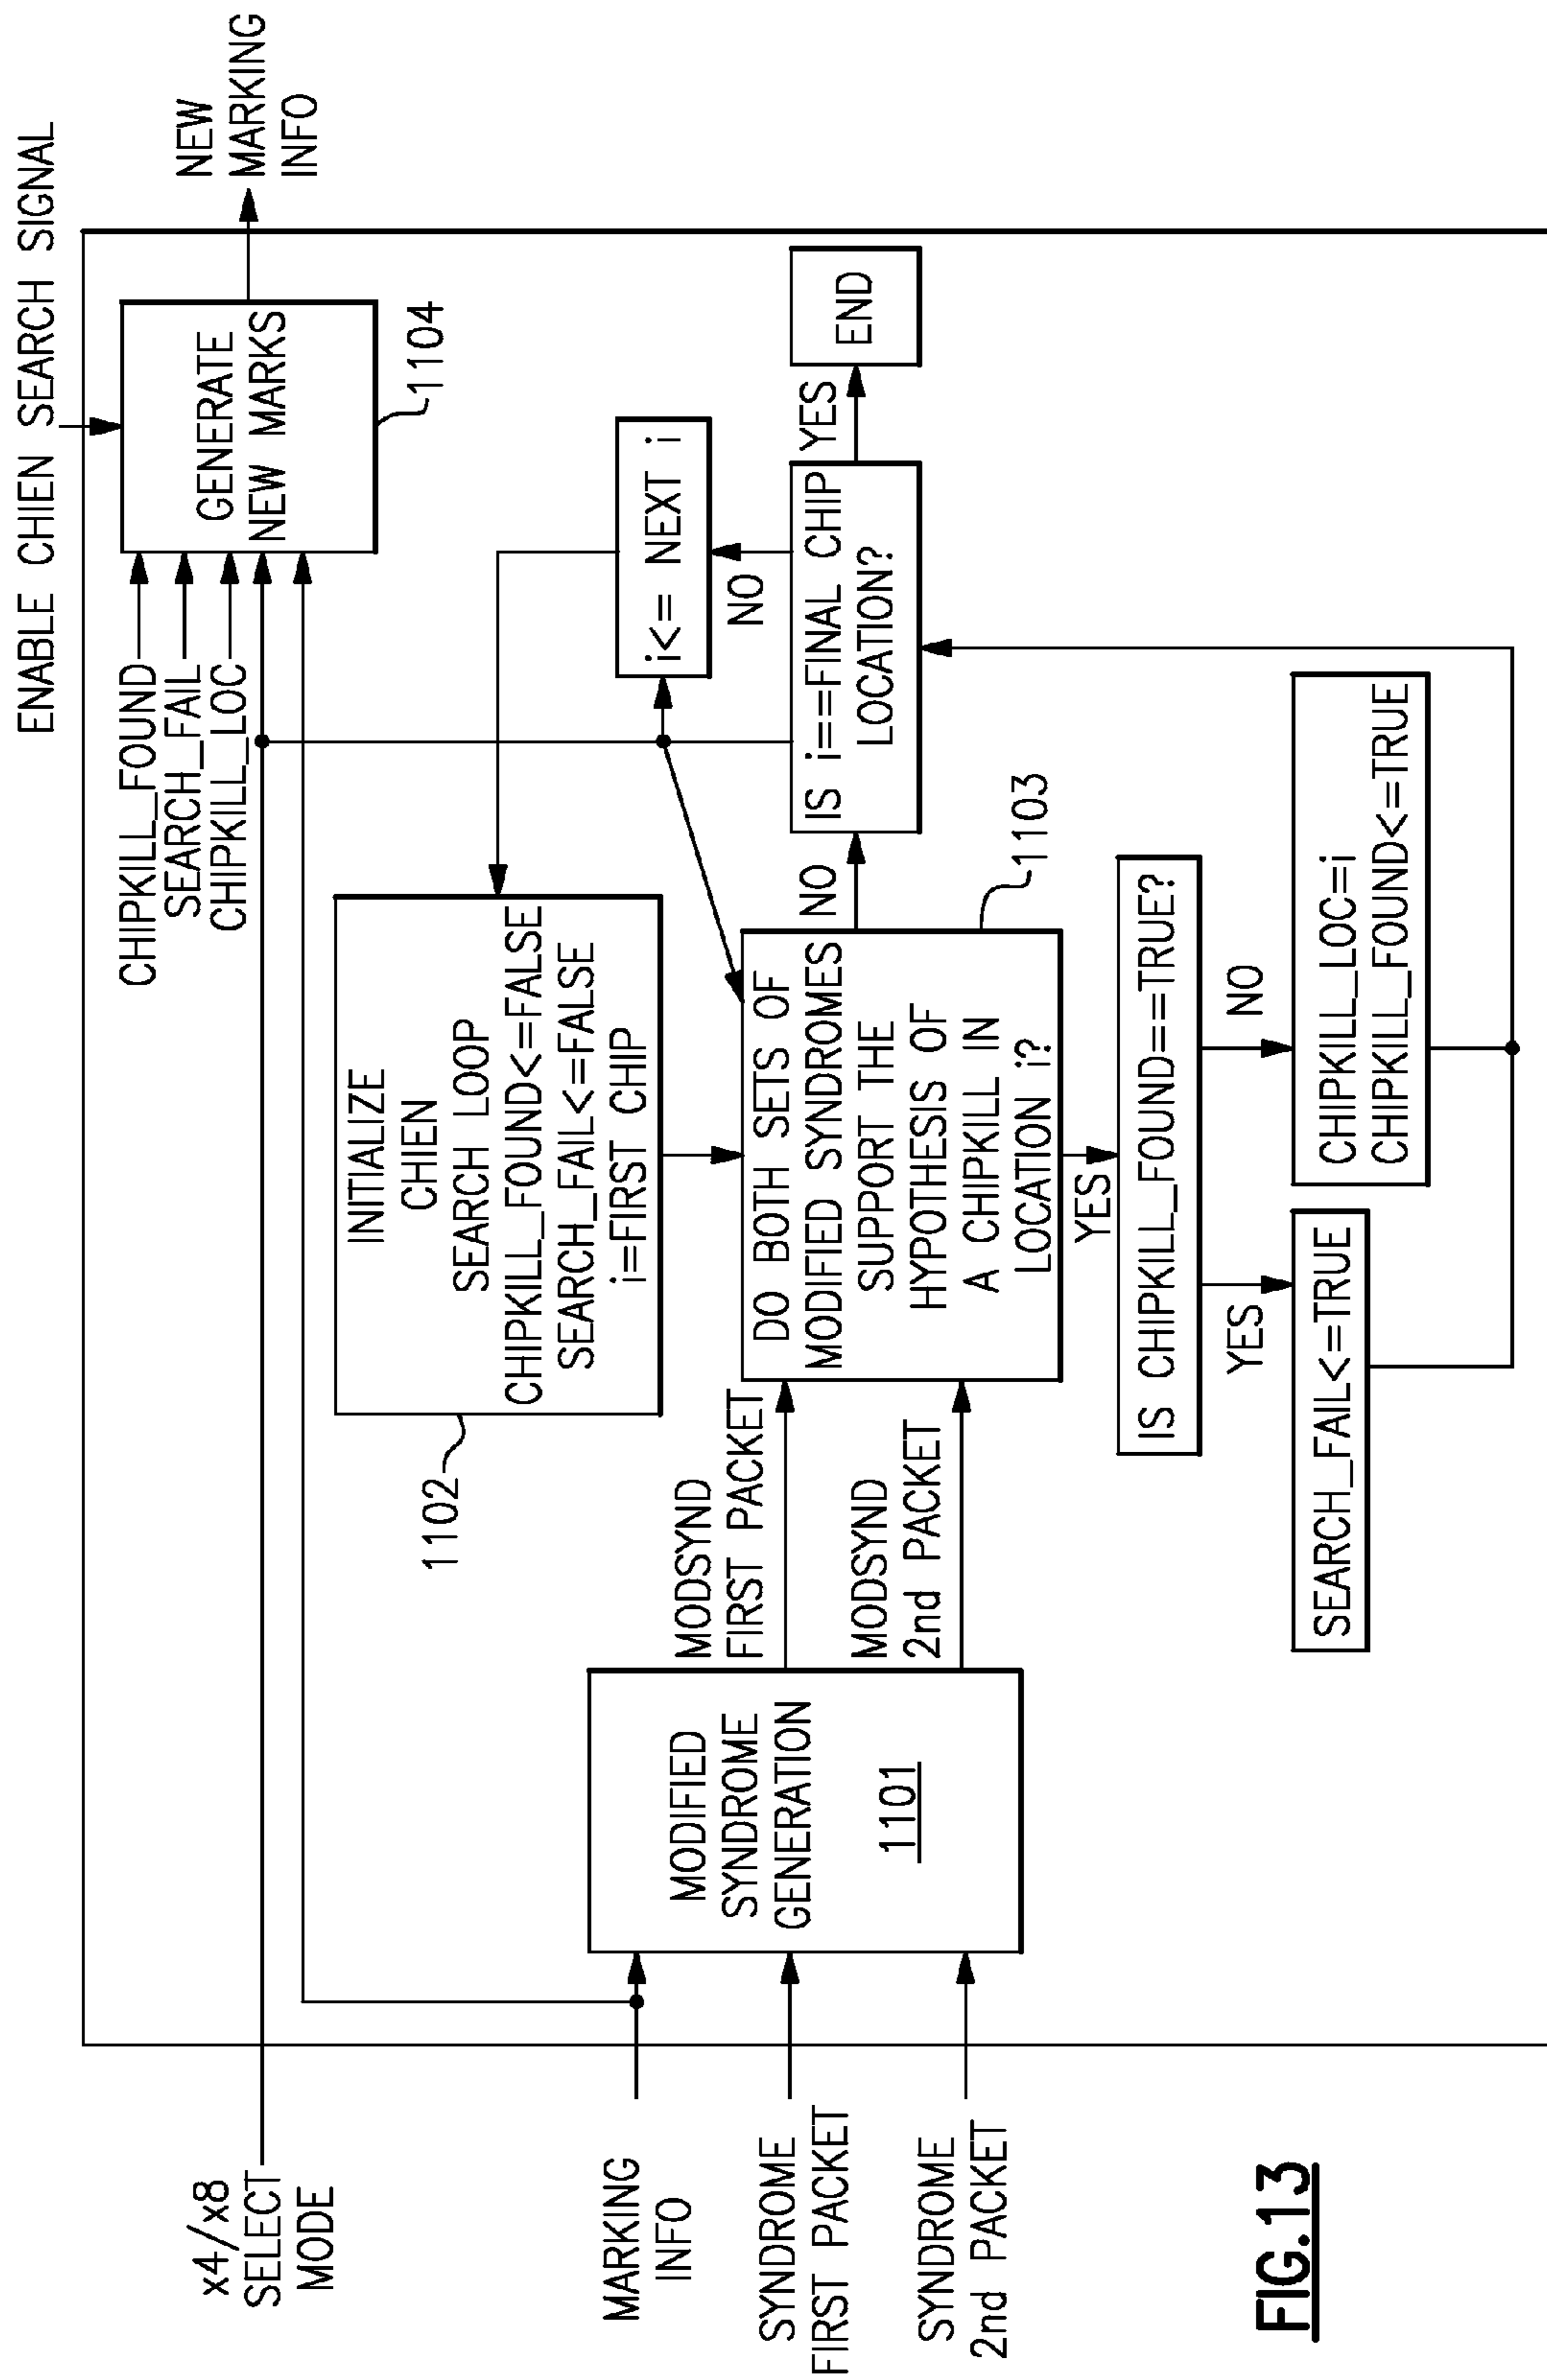 ENABLE CHIEN SEARCH SIGNAL
x4/x8
SELECT
MODE
CHIPKILL_FOUND
SEARCH_FAIL
CHIPKILL_LOC
GENERATE
NEW MARKS
1104
NEW
MARKING
INFO
1102
INITIALIZE
CHIEN
SEARCH LOOP
CHIPKILL_FOUND<=FALSE
SEARCH_FAIL<=FALSE
i=FIRST CHIP
i<= NEXT i
NO
MARKING
INFO
SYNDROME
FIRST PACKET
SYNDROME
2nd PACKET
MODIFIED
SYNDROME
GENERATION
1101
MODSYND
FIRST PACKET
MODSYND
2nd PACKET
DO BOTH SETS OF
MODIFIED SYNDROMES
SUPPORT THE
HYPOTHESIS OF
A CHIPKILL IN
LOCATION i?
NO
1103
IS i==FINAL CHIP
LOCATION?
YES
END
YES
IS CHIPKILL_FOUND==TRUE?
YES
NO
SEARCH_FAIL<=TRUE
CHIPKILL_LOC=i
CHIPKILL_FOUND<=TRUE
FIG.13